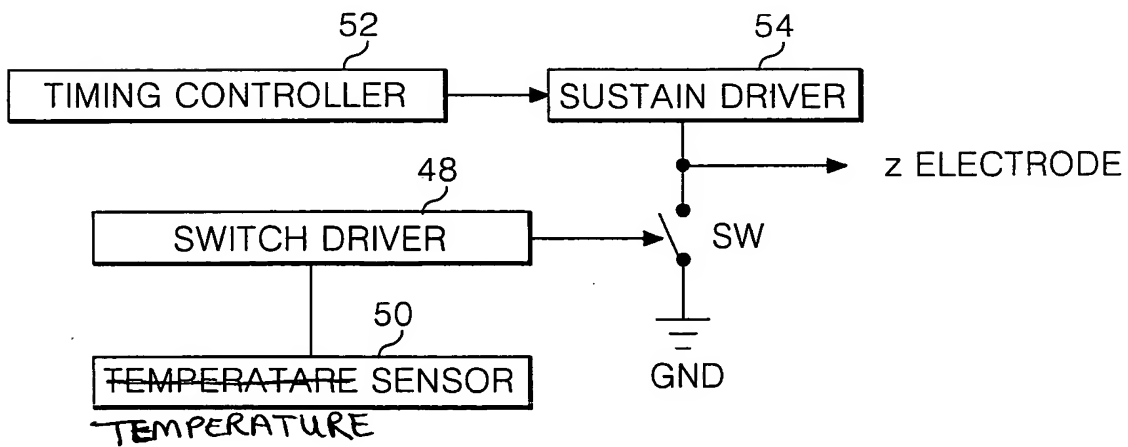 52
54
TIMING CONTROLLER
SUSTAIN DRIVER
z ELECTRODE
48
SWITCH DRIVER
SW
50
TEMPERATARE SENSOR
GND
TEMPERATURE